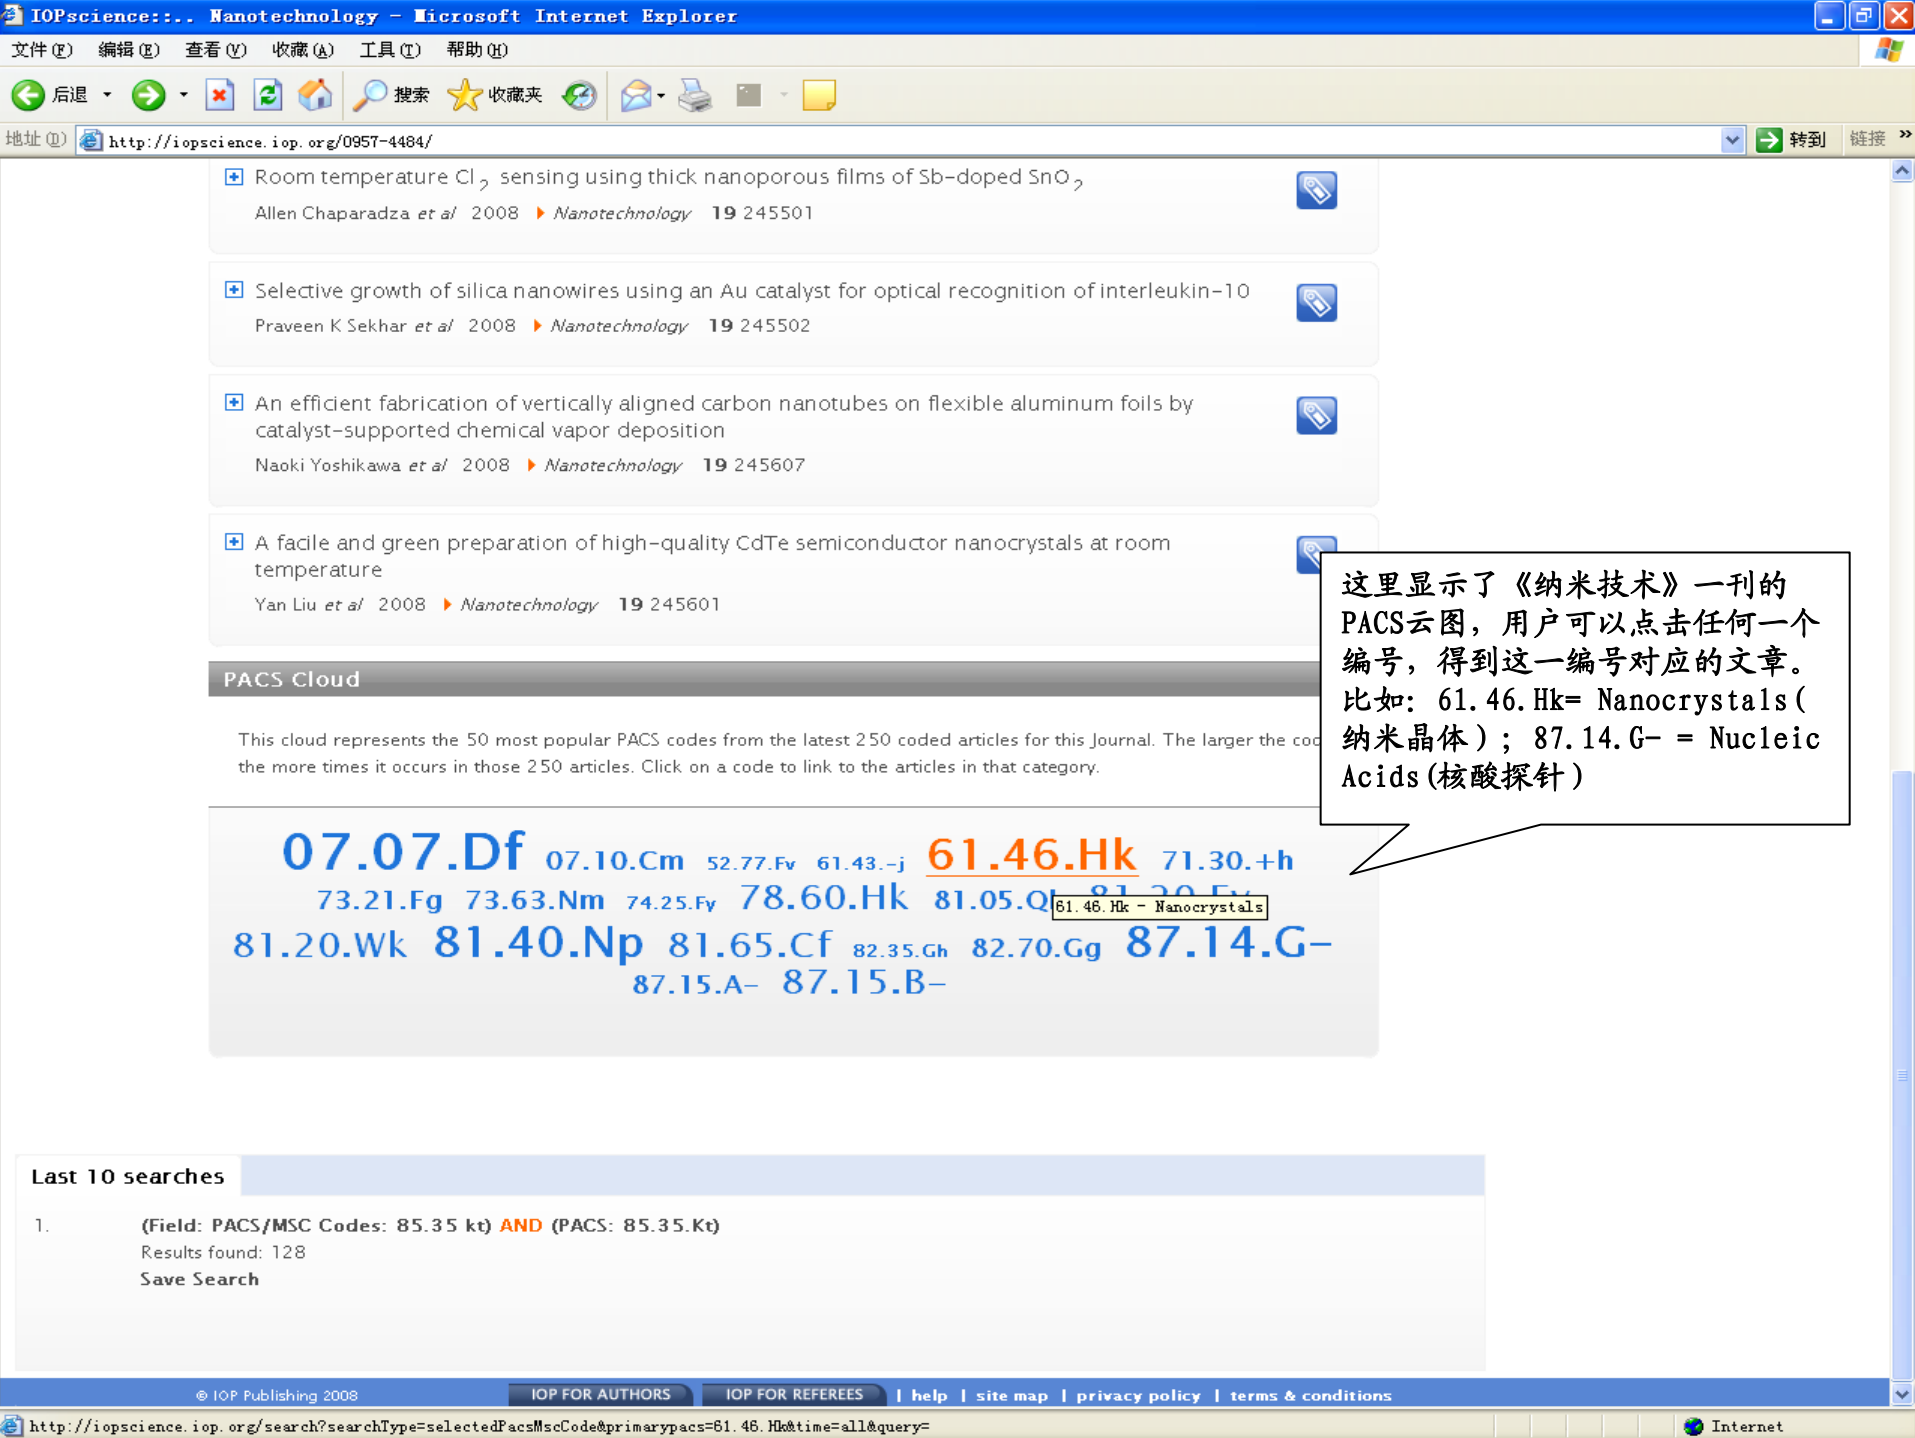 IOPscience::.. Nanotechnology - Microsoft Internet Explorer
文件(F) 编辑(E) 查看(V) 收藏(A) 工具(T) 帮助(H)
后退 搜索 收藏夹
地址(D) http://iopscience.iop.org/0957-4484/ 转到 链接 »
Room temperature Cl2 sensing using thick nanoporous films of Sb-doped SnO2
Allen Chaparadza et al 2008 Nanotechnology 19 245501
Selective growth of silica nanowires using an Au catalyst for optical recognition of interleukin-10
Praveen K Sekhar et al 2008 Nanotechnology 19 245502
An efficient fabrication of vertically aligned carbon nanotubes on flexible aluminum foils by
catalyst-supported chemical vapor deposition
Naoki Yoshikawa et al 2008 Nanotechnology 19 245607
A facile and green preparation of high-quality CdTe semiconductor nanocrystals at room
temperature
Yan Liu et al 2008 Nanotechnology 19 245601
这里显示了《纳米技术》一刊的
PACS云图，用户可以点击任何一个
编号，得到这一编号对应的文章。
比如: 61.46.Hk= Nanocrystals(
纳米晶体); 87.14.G- = Nucleic
Acids(核酸探针)
PACS Cloud
This cloud represents the 50 most popular PACS codes from the latest 250 coded articles for this Journal. The larger the
the more times it occurs in those 250 articles. Click on a code to link to the articles in that category.
07.07.Df 07.10.Cm 52.77.Fv 61.43.-j 61.46.Hk 71.30.+h
73.21.Fg 73.63.Nm 74.25.Fy 78.60.Hk
61.46.Hk - Nanocrystals
81.20.Wk 81.40.Np 81.65.Cf 82.35.Gh 82.70.Gg 87.14.G-
87.15.A- 87.15.B-
Last 10 searches
1. (Field: PACS/MSC Codes: 85.35 kt) AND (PACS: 85.35.Kt)
Results found: 128
Save Search
© IOP Publishing 2008 IOP FOR AUTHORS IOP FOR REFEREES | help | site map | privacy policy | terms & conditions
http://iopscience.iop.org/search?searchType=selectedPacsMscCode&primarypacs=61.46.Hk&time=all&query= Internet